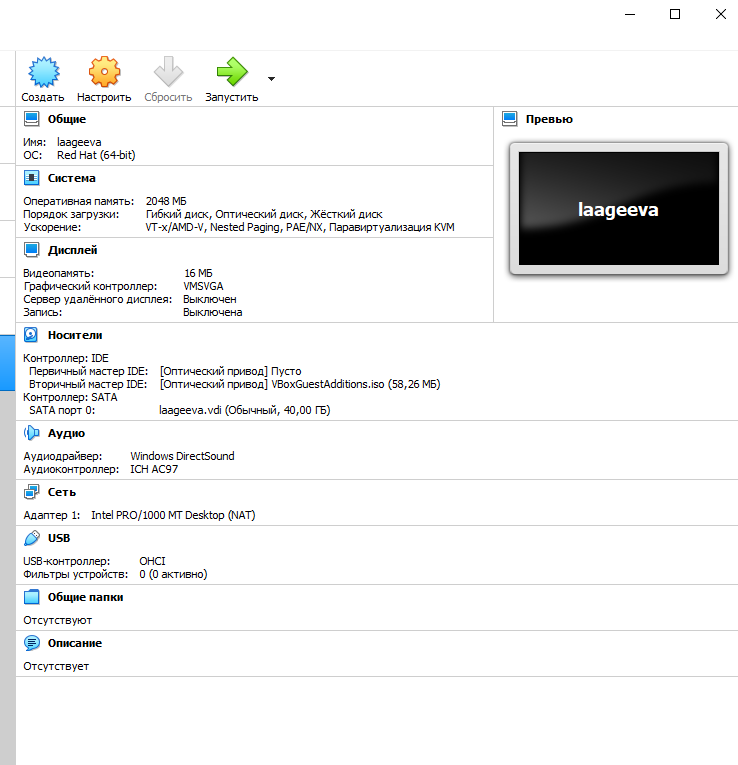 Создать Настроить Сбросить Запустить
Общие
Имя: laageeva
ОС: Red Hat (64-bit)
Превью
laageeva
Система
Оперативная память: 2048 МБ
Порядок загрузки: Гибкий диск, Оптический диск, Жёсткий диск
Ускорение: VT-x/AMD-V, Nested Paging, PAE/NX, Паравиртуализация KVM
Дисплей
Видеопамять: 16 МБ
Графический контроллер: VMSVGA
Сервер удалённого дисплея: Выключен
Запись: Выключена
Носители
Контроллер: IDE
Первичный мастер IDE: [Оптический привод] Пусто
Вторичный мастер IDE: [Оптический привод] VBoxGuestAdditions.iso (58,26 МБ)
Контроллер: SATA
SATA порт 0: laageeva.vdi (Обычный, 40,00 ГБ)
Аудио
Аудиодрайвер: Windows DirectSound
Аудиоконтроллер: ICH AC97
Сеть
Адаптер 1: Intel PRO/1000 MT Desktop (NAT)
USB
USB-контроллер: OHCI
Фильтры устройств: 0 (0 активно)
Общие папки
Отсутствуют
Описание
Отсутствует